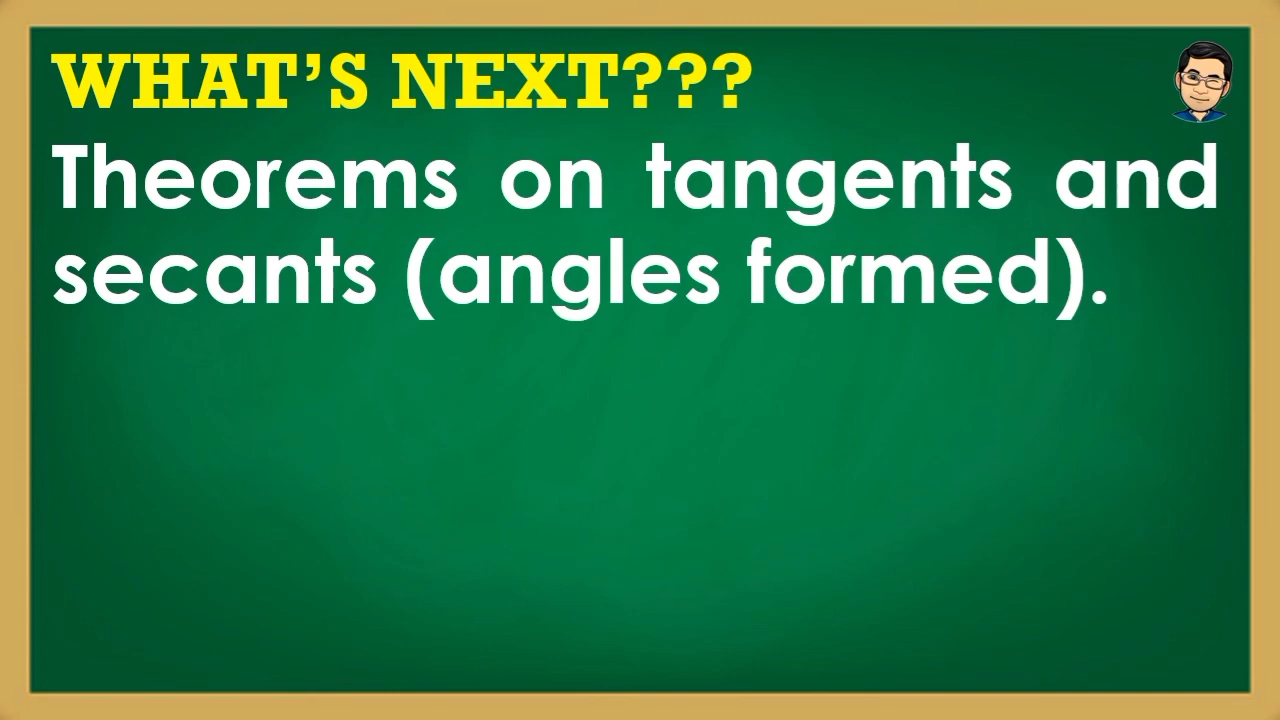 WHAT’S NEXT???
Theorems on tangents and
secants (angles formed).